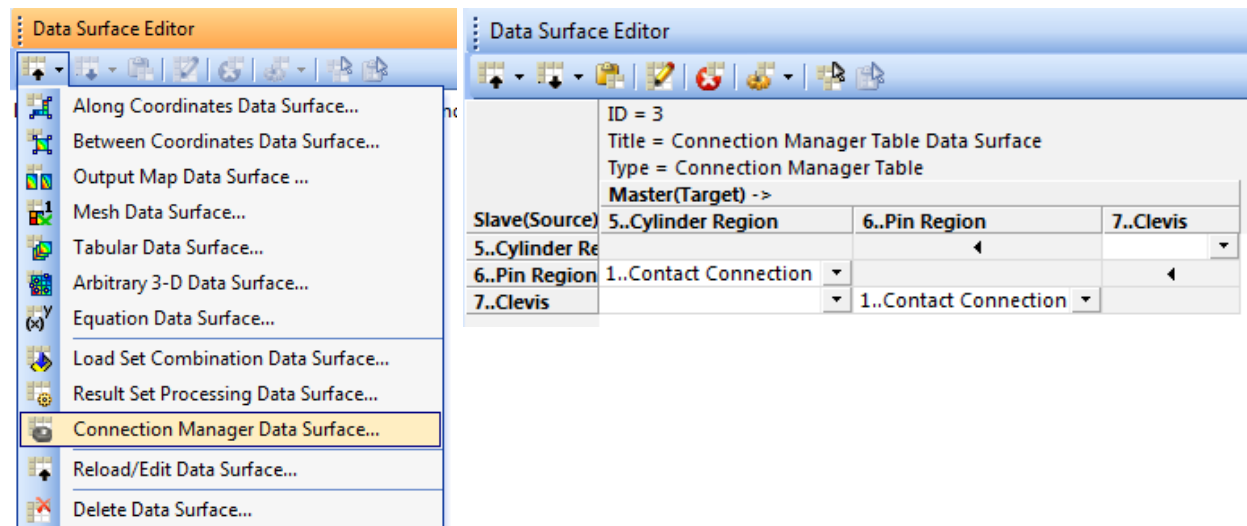 Data Surface Editor
Along Coordinates Data Surface...
Between Coordinates Data Surface...
Output Map Data Surface ...
Mesh Data Surface...
Tabular Data Surface...
Arbitrary 3-D Data Surface...
Equation Data Surface...
Load Set Combination Data Surface...
Result Set Processing Data Surface...
Connection Manager Data Surface...
Reload/Edit Data Surface...
Delete Data Surface...
Data Surface Editor
ID = 3
Title = Connection Manager Table Data Surface
Type = Connection Manager Table
Master(Target) ->
Slave(Source) 5..Cylinder Region 6..Pin Region 7..Clevis
5..Cylinder Re
6..Pin Region 1..Contact Connection
7..Clevis 1..Contact Connection